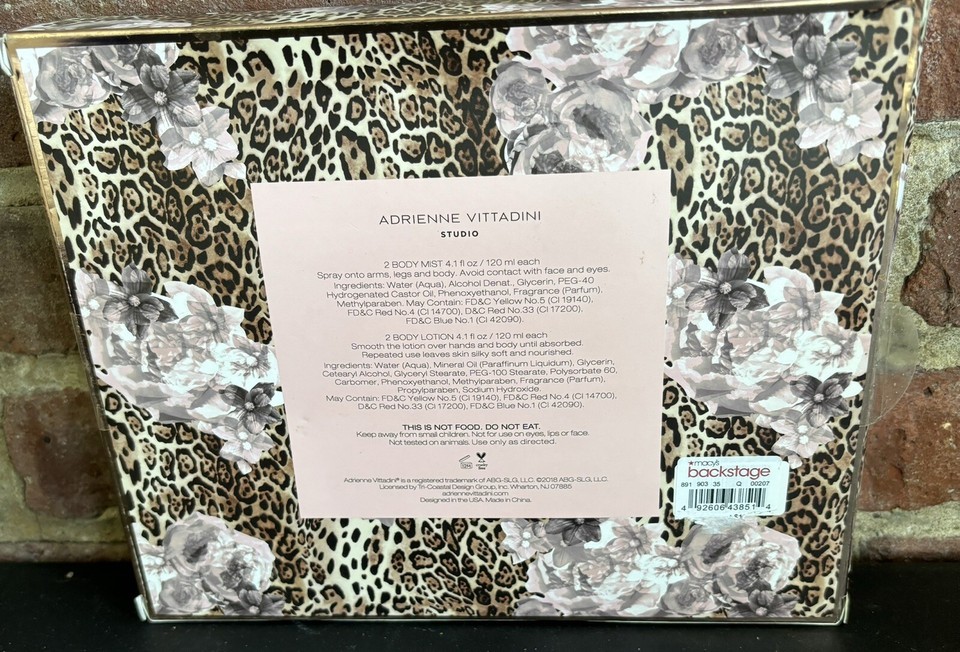 ADRIENNE VITTADINI
STUDIO
2 BODY MIST 4.1 fl oz / 120 ml each
Spray onto arms, legs and body. Avoid contact with face and eyes.
Ingredients: Water (Aqua), Alcohol Denat., Glycerin, PEG-40
Hydrogenated Castor Oil, Phenoxyethanol, Fragrance (Parfum),
Methylparaben. May Contain: FD&C Yellow No.5 (CI 19140),
FD&C Red No.4 (CI 14700), D&C Red No.33 (CI 17200),
FD&C Blue No.1 (CI 42090).
2 BODY LOTION 4.1 fl oz / 120 ml each
Smooth the lotion over hands and body until absorbed.
Repeated use leaves skin silky soft and nourished.
Ingredients: Water (Aqua), Mineral Oil (Paraffinum Liquidum), Glycerin,
Cetearyl Alcohol, Glyceryl Stearate, PEG-100 Stearate, Polysorbate 60,
Carbomer, Phenoxyethanol, Methylparaben, Fragrance (Parfum),
Propylparaben, Sodium Hydroxide.
May Contain: FD&C Yellow No.5 (CI 19140), FD&C Red No.4 (CI 14700),
D&C Red No.33 (CI 17200), FD&C Blue No.1 (CI 42090).
THIS IS NOT FOOD. DO NOT EAT.
Keep away from small children. Not for use on eyes, lips or face.
Not tested on animals. Use only as directed.
cruelty
free
Adrienne Vittadini® is a registered trademark of ABG-SLG, LLC. ©2018 ABG-SLG, LLC.
Licensed by Tri-Coastal Design Group, Inc. Wharton, NJ 07885
adriennevittadini.com
Designed in the USA. Made in China.
macy's
backstage
891 903 35 Q 00207
4 92606 43851 4